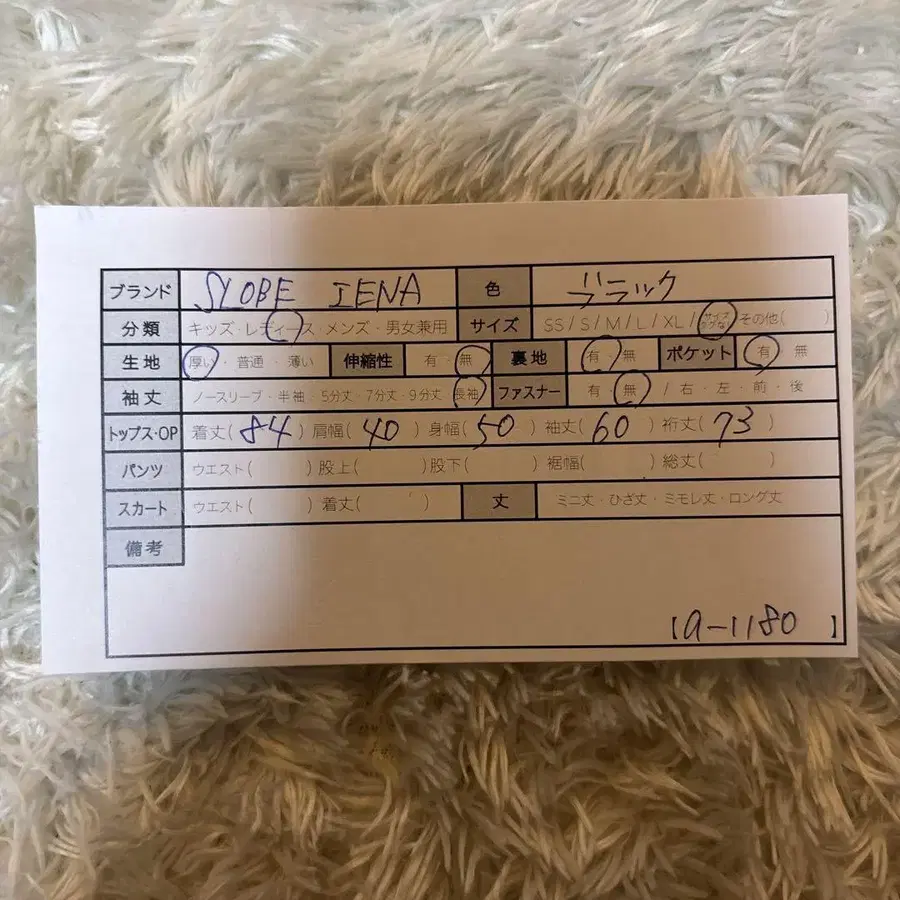 ブランド SLOBE IENA 色 ブラック
分類 キッズ・レディース・メンズ・男女兼用 サイズ SS / S / M / L / XL / サイズタグなし その他( )
生地 厚い・普通・薄い 伸縮性 有・無 裏地 有・無 ポケット 有・無
袖丈 ノースリーブ・半袖・5分丈・7分丈・9分丈・長袖 ファスナー 有・無 / 右・左・前・後
トップス・OP 着丈( 84 ) 肩幅( 40 ) 身幅( 50 ) 袖丈( 60 ) 裄丈( 73 )
パンツ ウエスト( ) 股上( ) 股下( ) 裾幅( ) 総丈( )
スカート ウエスト( ) 着丈( ) 丈 ミニ丈・ひざ丈・ミモレ丈・ロング丈
備考
【a-1180 】